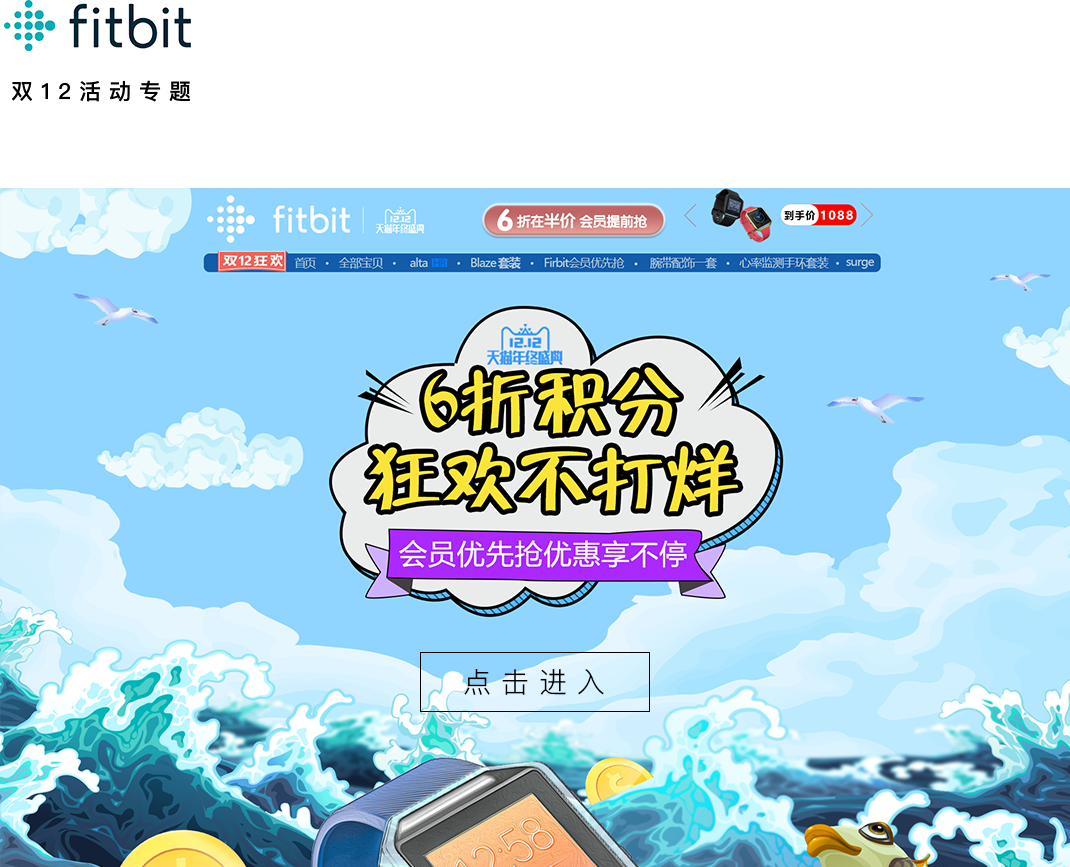 fitbit
双12活动专题
fitbit
12.12
天猫年终盛典
6折在半价 会员提前抢
到手价 1088
双12狂欢 首页 · 全部宝贝 · alta · Blaze套装 · Firbit会员优先抢 · 腕带配饰一套 · 心率监测手环套装 · surge
12.12
天猫年终盛典
6折积分
狂欢不打烊
会员优先抢优惠享不停
点击进入
12:58